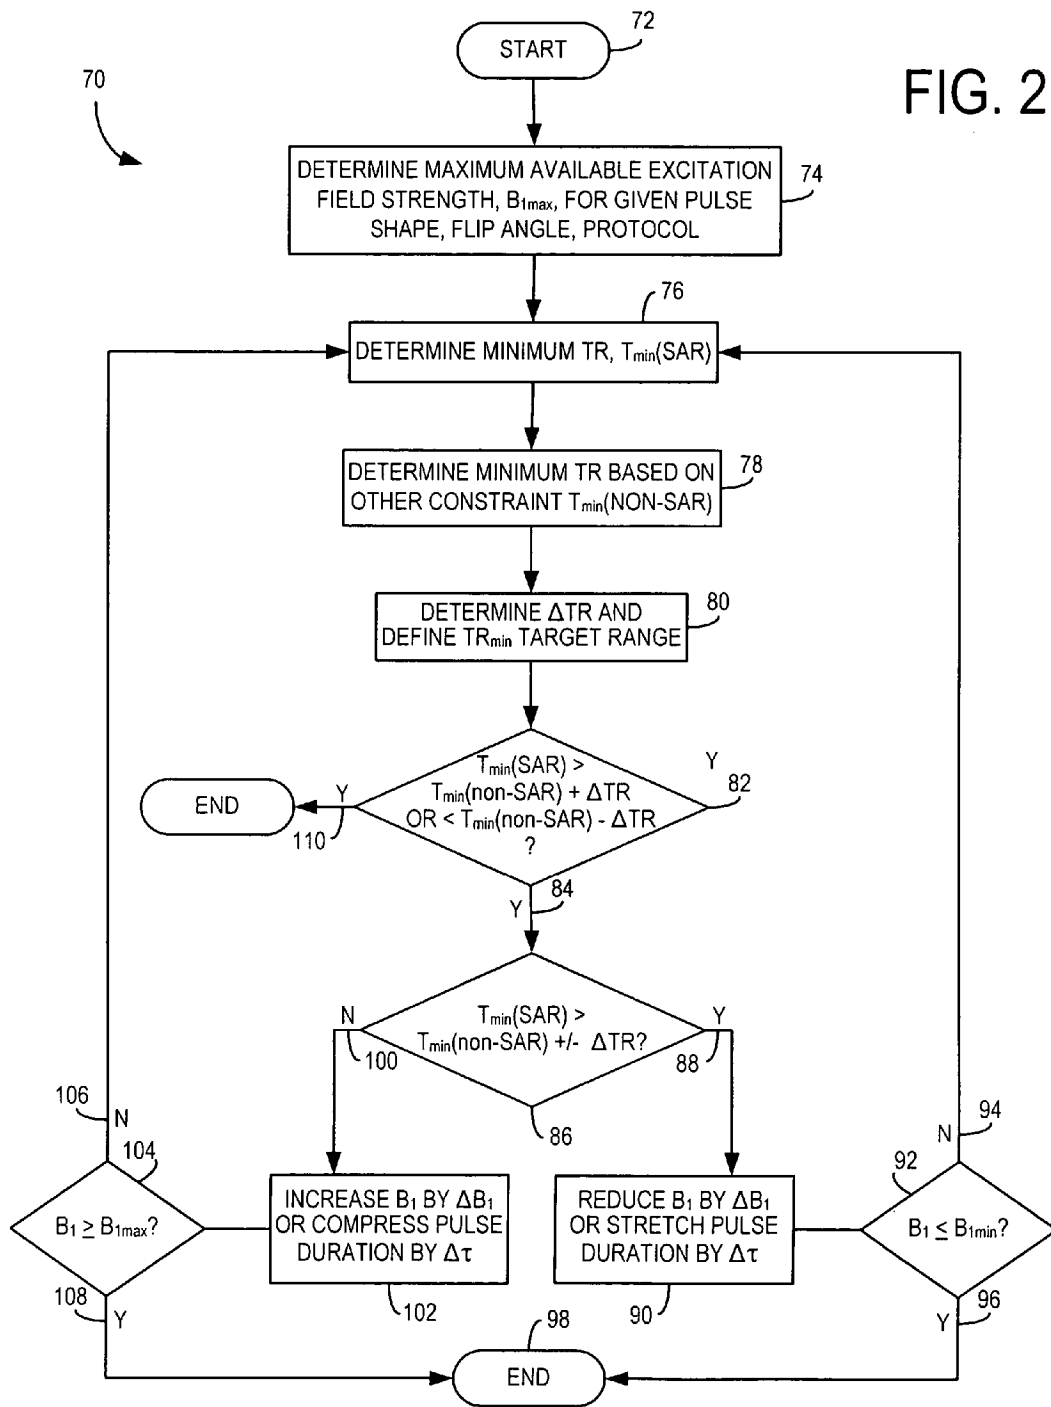 72
START
70
FIG. 2
DETERMINE MAXIMUM AVAILABLE EXCITATION
FIELD STRENGTH, B1max, FOR GIVEN PULSE
SHAPE, FLIP ANGLE, PROTOCOL
74
76
DETERMINE MINIMUM TR, Tmin(SAR)
DETERMINE MINIMUM TR BASED ON
OTHER CONSTRAINT Tmin(NON-SAR)
78
DETERMINE ΔTR AND
DEFINE TRmin TARGET RANGE
80
Tmin(SAR) >
Tmin(non-SAR) + ΔTR
OR < Tmin(non-SAR) - ΔTR
?
Y
82
END
Y
110
84
Y
Tmin(SAR) >
Tmin(non-SAR) +/- ΔTR?
N
100
Y
88
86
106
N
104
B1 ≥ B1max?
108
Y
INCREASE B1 BY ΔB1
OR COMPRESS PULSE
DURATION BY Δτ
102
REDUCE B1 BY ΔB1
OR STRETCH PULSE
DURATION BY Δτ
90
94
N
92
B1 ≤ B1min?
96
Y
98
END